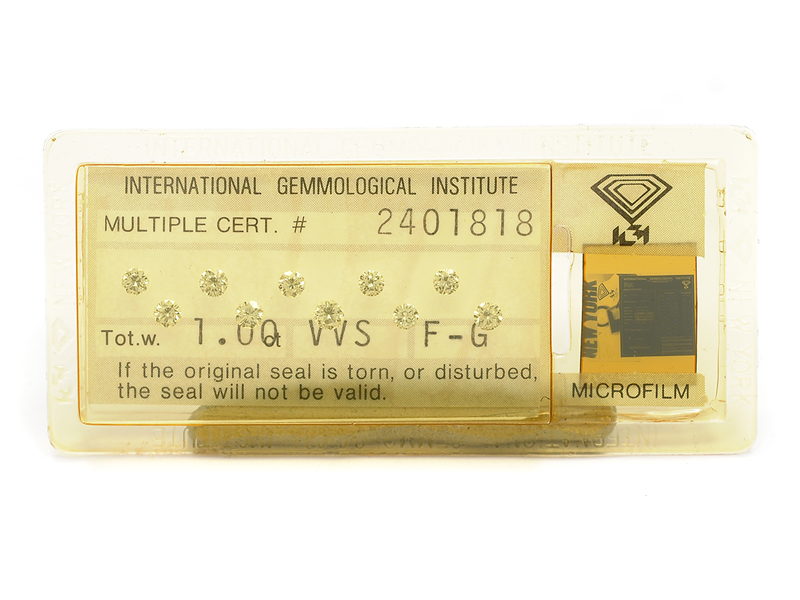 INTERNATIONAL GEMMOLOGICAL INSTITUTE
MULTIPLE CERT. # 2401818
Tot.w. 1.00 ct VVS F-G
If the original seal is torn, or disturbed,
the seal will not be valid.
NEW YORK
MICROFILM